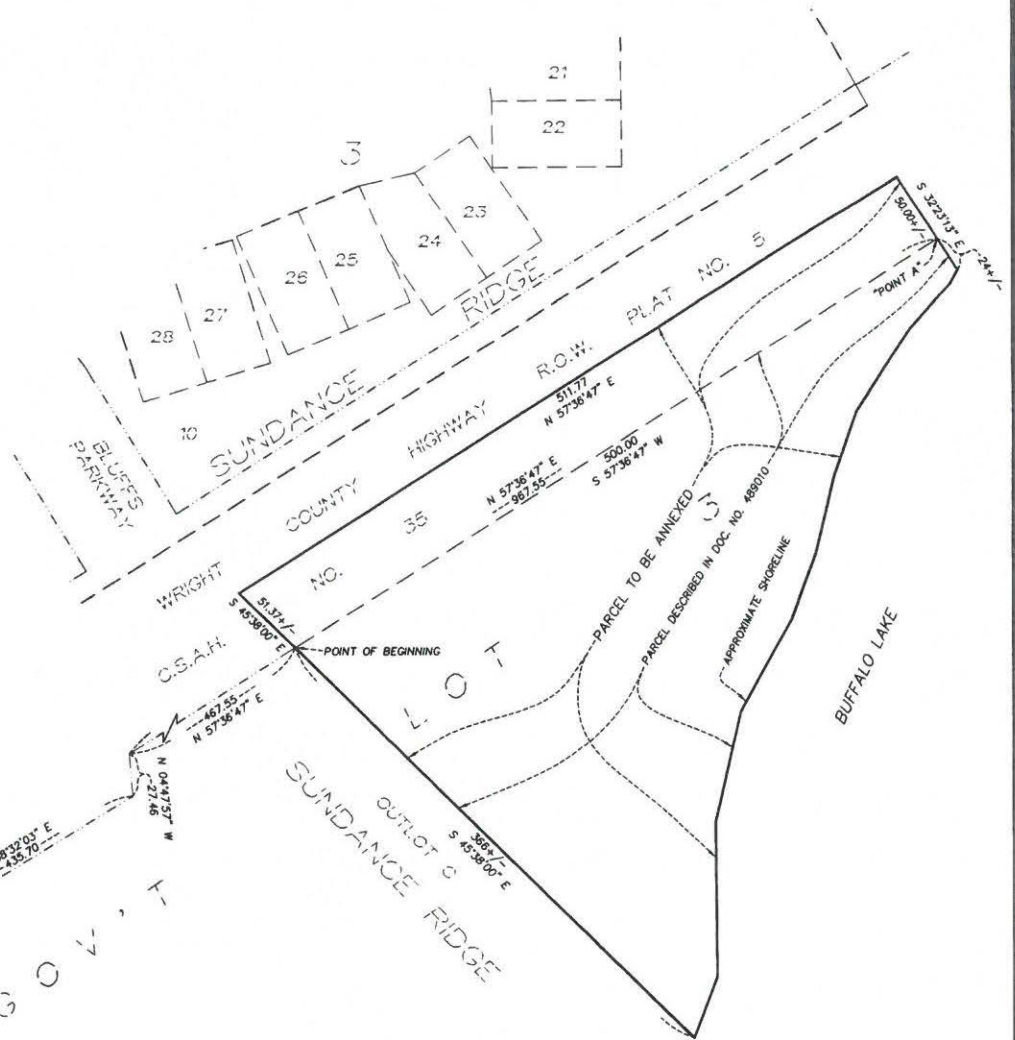 21
22
3
23
24
25
26
27
28
10
SUNDANCE RIDGE
BLUFFS
PARKWAY
WRIGHT COUNTY HIGHWAY R.O.W. PLAT NO. 5
C.S.A.H. NO. 35
511.77
N 57°36'47" E
N 57°36'47" E
967.55
500.00
S 57°36'47" W
S 32°23'13" E
50.00+/-
24+/-
"POINT A"
51.37+/-
S 45°38'00" E
POINT OF BEGINNING
467.55
N 57°36'47" E
N 04°47'57" W
27.46
32'03" E
435.70
PARCEL TO BE ANNEXED
PARCEL DESCRIBED IN DOC. NO. 489010
APPROXIMATE SHORELINE
BUFFALO LAKE
GOV'T LOT 3
OUTLOT C
SUNDANCE RIDGE
366+/-
S 45°38'00" E